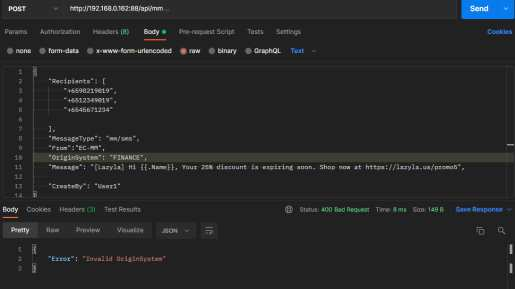 POST
http://192.168.0.162:88/api/mm...
Send
Params
Authorization
Headers (8)
Body
Pre-request Script
Tests
Settings
Cookies
none
form-data
x-www-form-urlencoded
raw
binary
GraphQL
Text
1 {
2 "Recipients": [
3 "+6598219019",
4 "+6512349019",
5 "+6545671234"
6
7 ],
8 "MessageType": "mm/sms",
9 "From":"EC-MM",
10 "OriginSystem": "FINANCE",
11 "Message": "[Lazyla] Hi {{.Name}}, Your 25% discount is expiring soon. Shop now at https://lazyla.ua/promo5",
12
13 "CreateBy": "User1"
14 }
Body
Cookies
Headers (3)
Test Results
Status: 400 Bad Request
Time: 8 ms
Size: 149 B
Save Response
Pretty
Raw
Preview
Visualize
JSON
1 {
2 "Error": "Invalid OriginSystem"
3 }